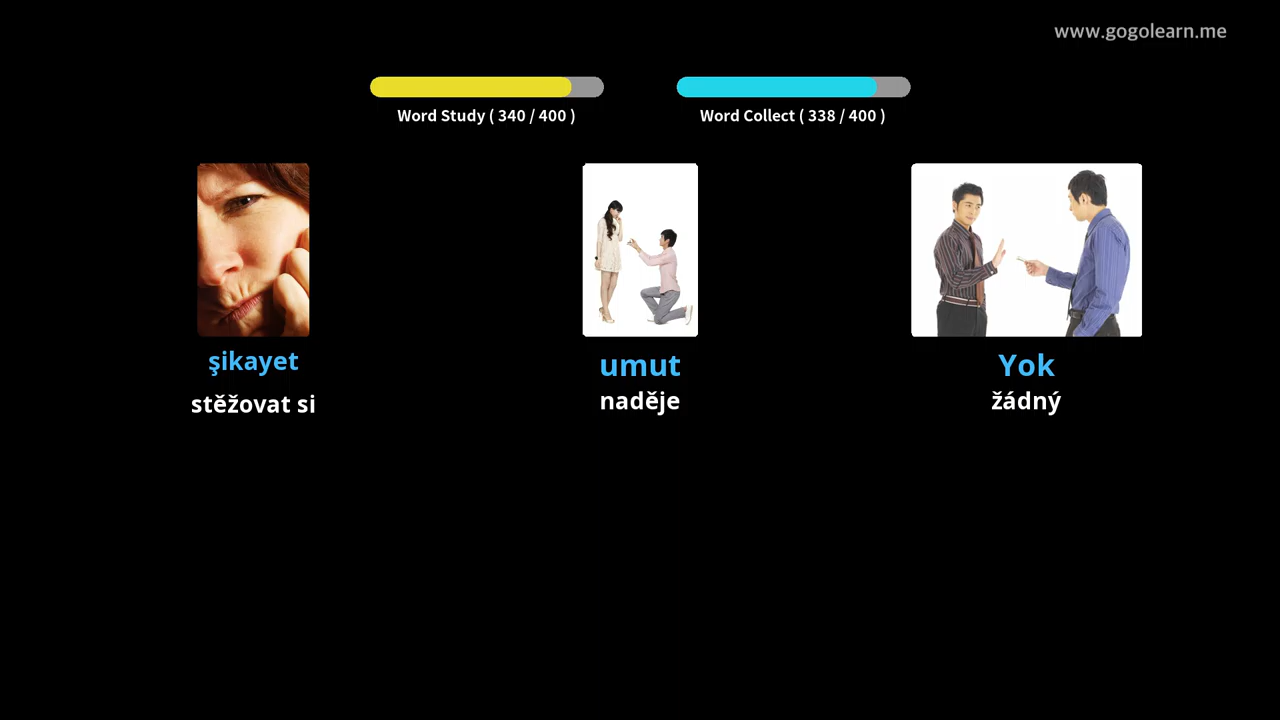 www.gogolearn.me
Word Study ( 340 / 400 )
Word Collect ( 338 / 400 )
şikayet
stěžovat si
umut
naděje
Yok
žádný